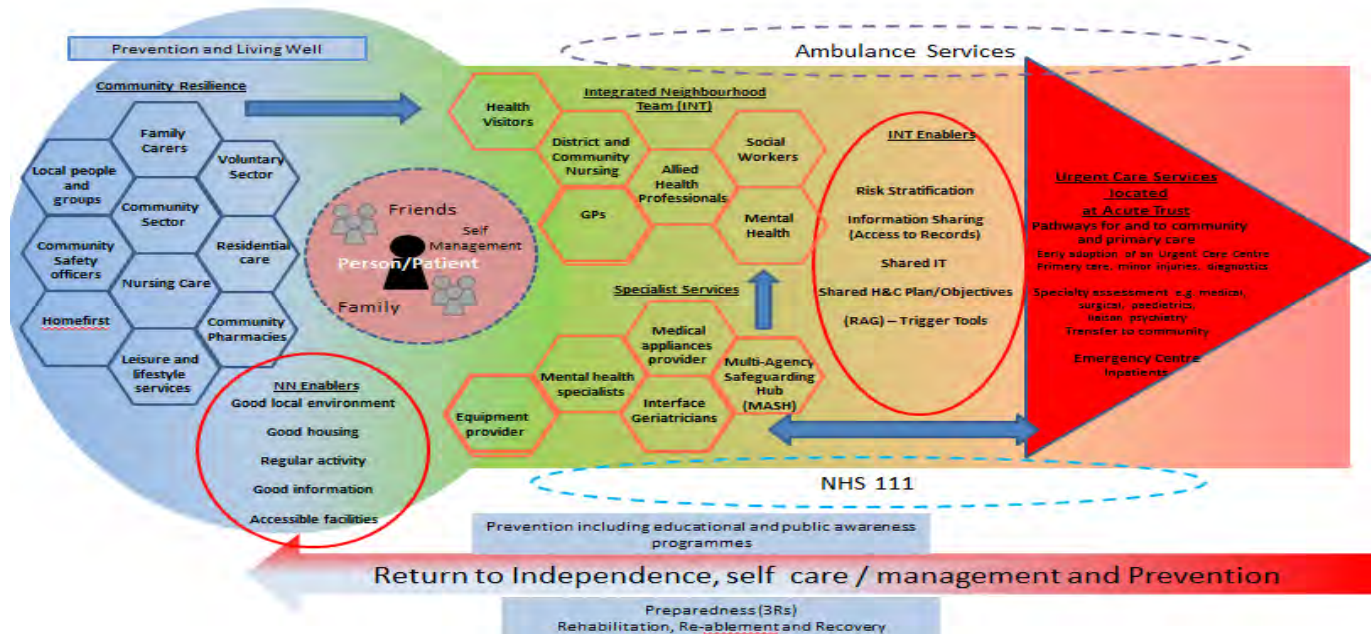 Prevention and Living Well
Ambulance Services
Community Resilience
Family
Carers
Voluntary
Sector
Local people
and
groups
Community
Sector
Community
Safety
officers
Residential
care
Nursing Care
Homefirst
Community
Pharmacies
Leisure and
lifestyle
services
NN Enablers
Good local environment
Good housing
Regular activity
Good information
Accessible facilities
Friends
Self
Management
Person/Patient
Family
Health
Visitors
Integrated Neighbourhood
Team (INT)
District and
Community
Nursing
Social
Workers
Allied
Health
Professionals
GPs
Mental
Health
Specialist Services
Medical
appliances
provider
Mental health
specialists
Multi-Agency
Safeguarding
Hub
(MASH)
Interface
Geriatricians
Equipment
provider
INT Enablers
Risk Stratification
Information Sharing
(Access to Records)
Shared IT
Shared H&C Plan/Objectives
(RAG) – Trigger Tools
Urgent Care Services
located
at Acute Trust
Pathways for and to community
and primary care
Early adoption of an Urgent Care Centre
Primary care, minor injuries, diagnostics
Specialty assessment e.g. medical,
surgical, paediatrics,
liaison psychiatry
Transfer to community
Emergency Centre
Inpatients
NHS 111
Prevention including educational and public awareness
programmes
Return to Independence, self care / management and Prevention
Preparedness (3Rs)
Rehabilitation, Re-ablement and Recovery